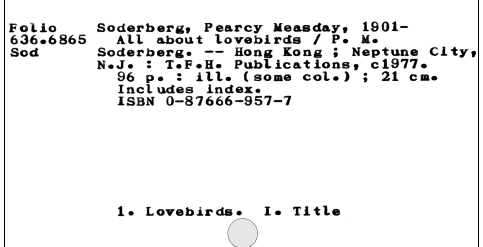 Folio Soderberg, Pearcy Measday, 1901-
636.6865 All about lovebirds / P. M.
Sod Soderberg. -- Hong Kong ; Neptune City,
N.J. : T.F.H. Publications, c1977.
96 p. : ill. (some col.) ; 21 cm.
Includes index.
ISBN 0-87666-957-7
1. Lovebirds. I. Title